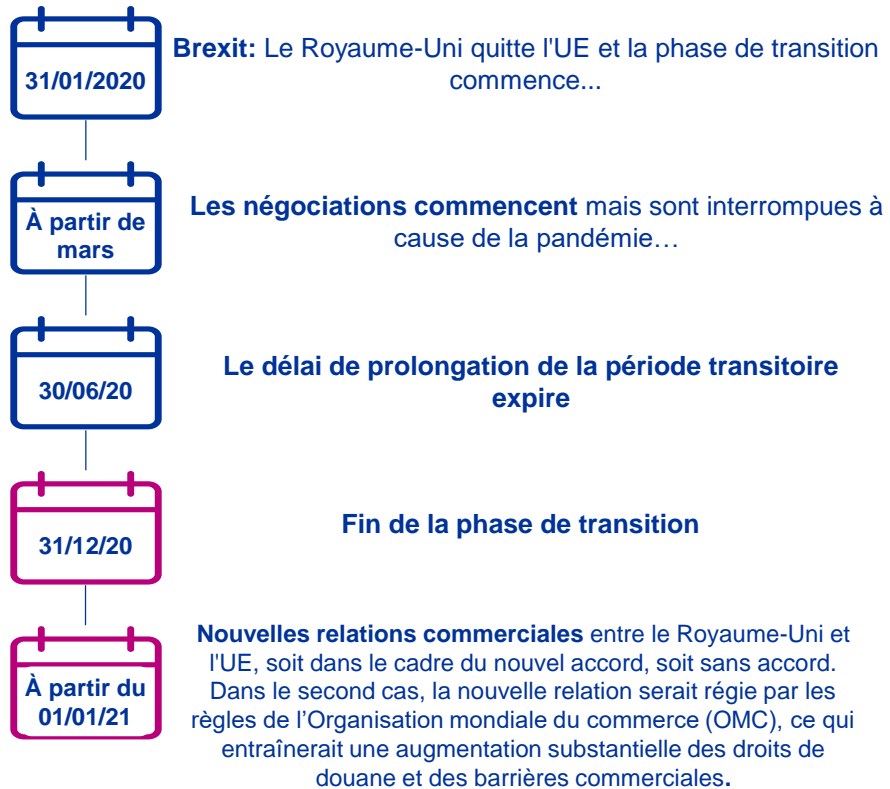 31/01/2020
Brexit: Le Royaume-Uni quitte l'UE et la phase de transition
commence...
À partir de
mars
Les négociations commencent mais sont interrompues à
cause de la pandémie…
30/06/20
Le délai de prolongation de la période transitoire
expire
31/12/20
Fin de la phase de transition
À partir du
01/01/21
Nouvelles relations commerciales entre le Royaume-Uni et
l'UE, soit dans le cadre du nouvel accord, soit sans accord.
Dans le second cas, la nouvelle relation serait régie par les
règles de l’Organisation mondiale du commerce (OMC), ce qui
entraînerait une augmentation substantielle des droits de
douane et des barrières commerciales.